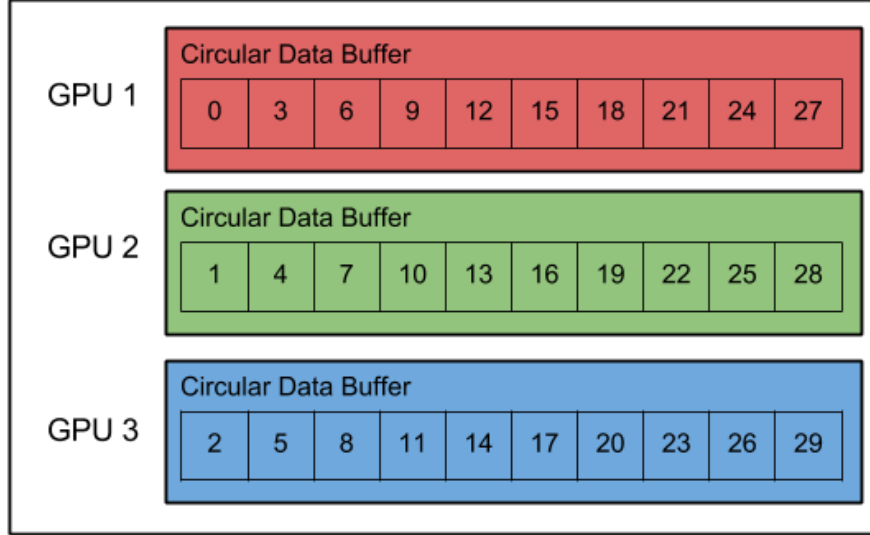 GPU 1
Circular Data Buffer
0 3 6 9 12 15 18 21 24 27
GPU 2
Circular Data Buffer
1 4 7 10 13 16 19 22 25 28
GPU 3
Circular Data Buffer
2 5 8 11 14 17 20 23 26 29